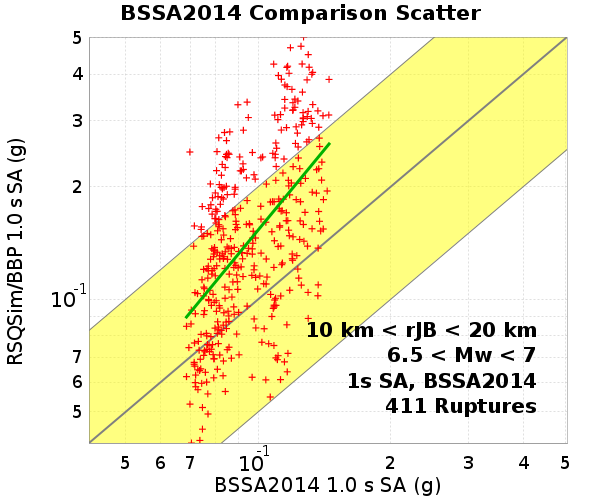 BSSA2014 Comparison Scatter
RSQSim/BBP 1.0 s SA (g)
5
4
3
2
10-1
7
6
5
10 km < rJB < 20 km
6.5 < Mw < 7
1s SA, BSSA2014
411 Ruptures
5 6 7 10-1 2 3 4 5
BSSA2014 1.0 s SA (g)